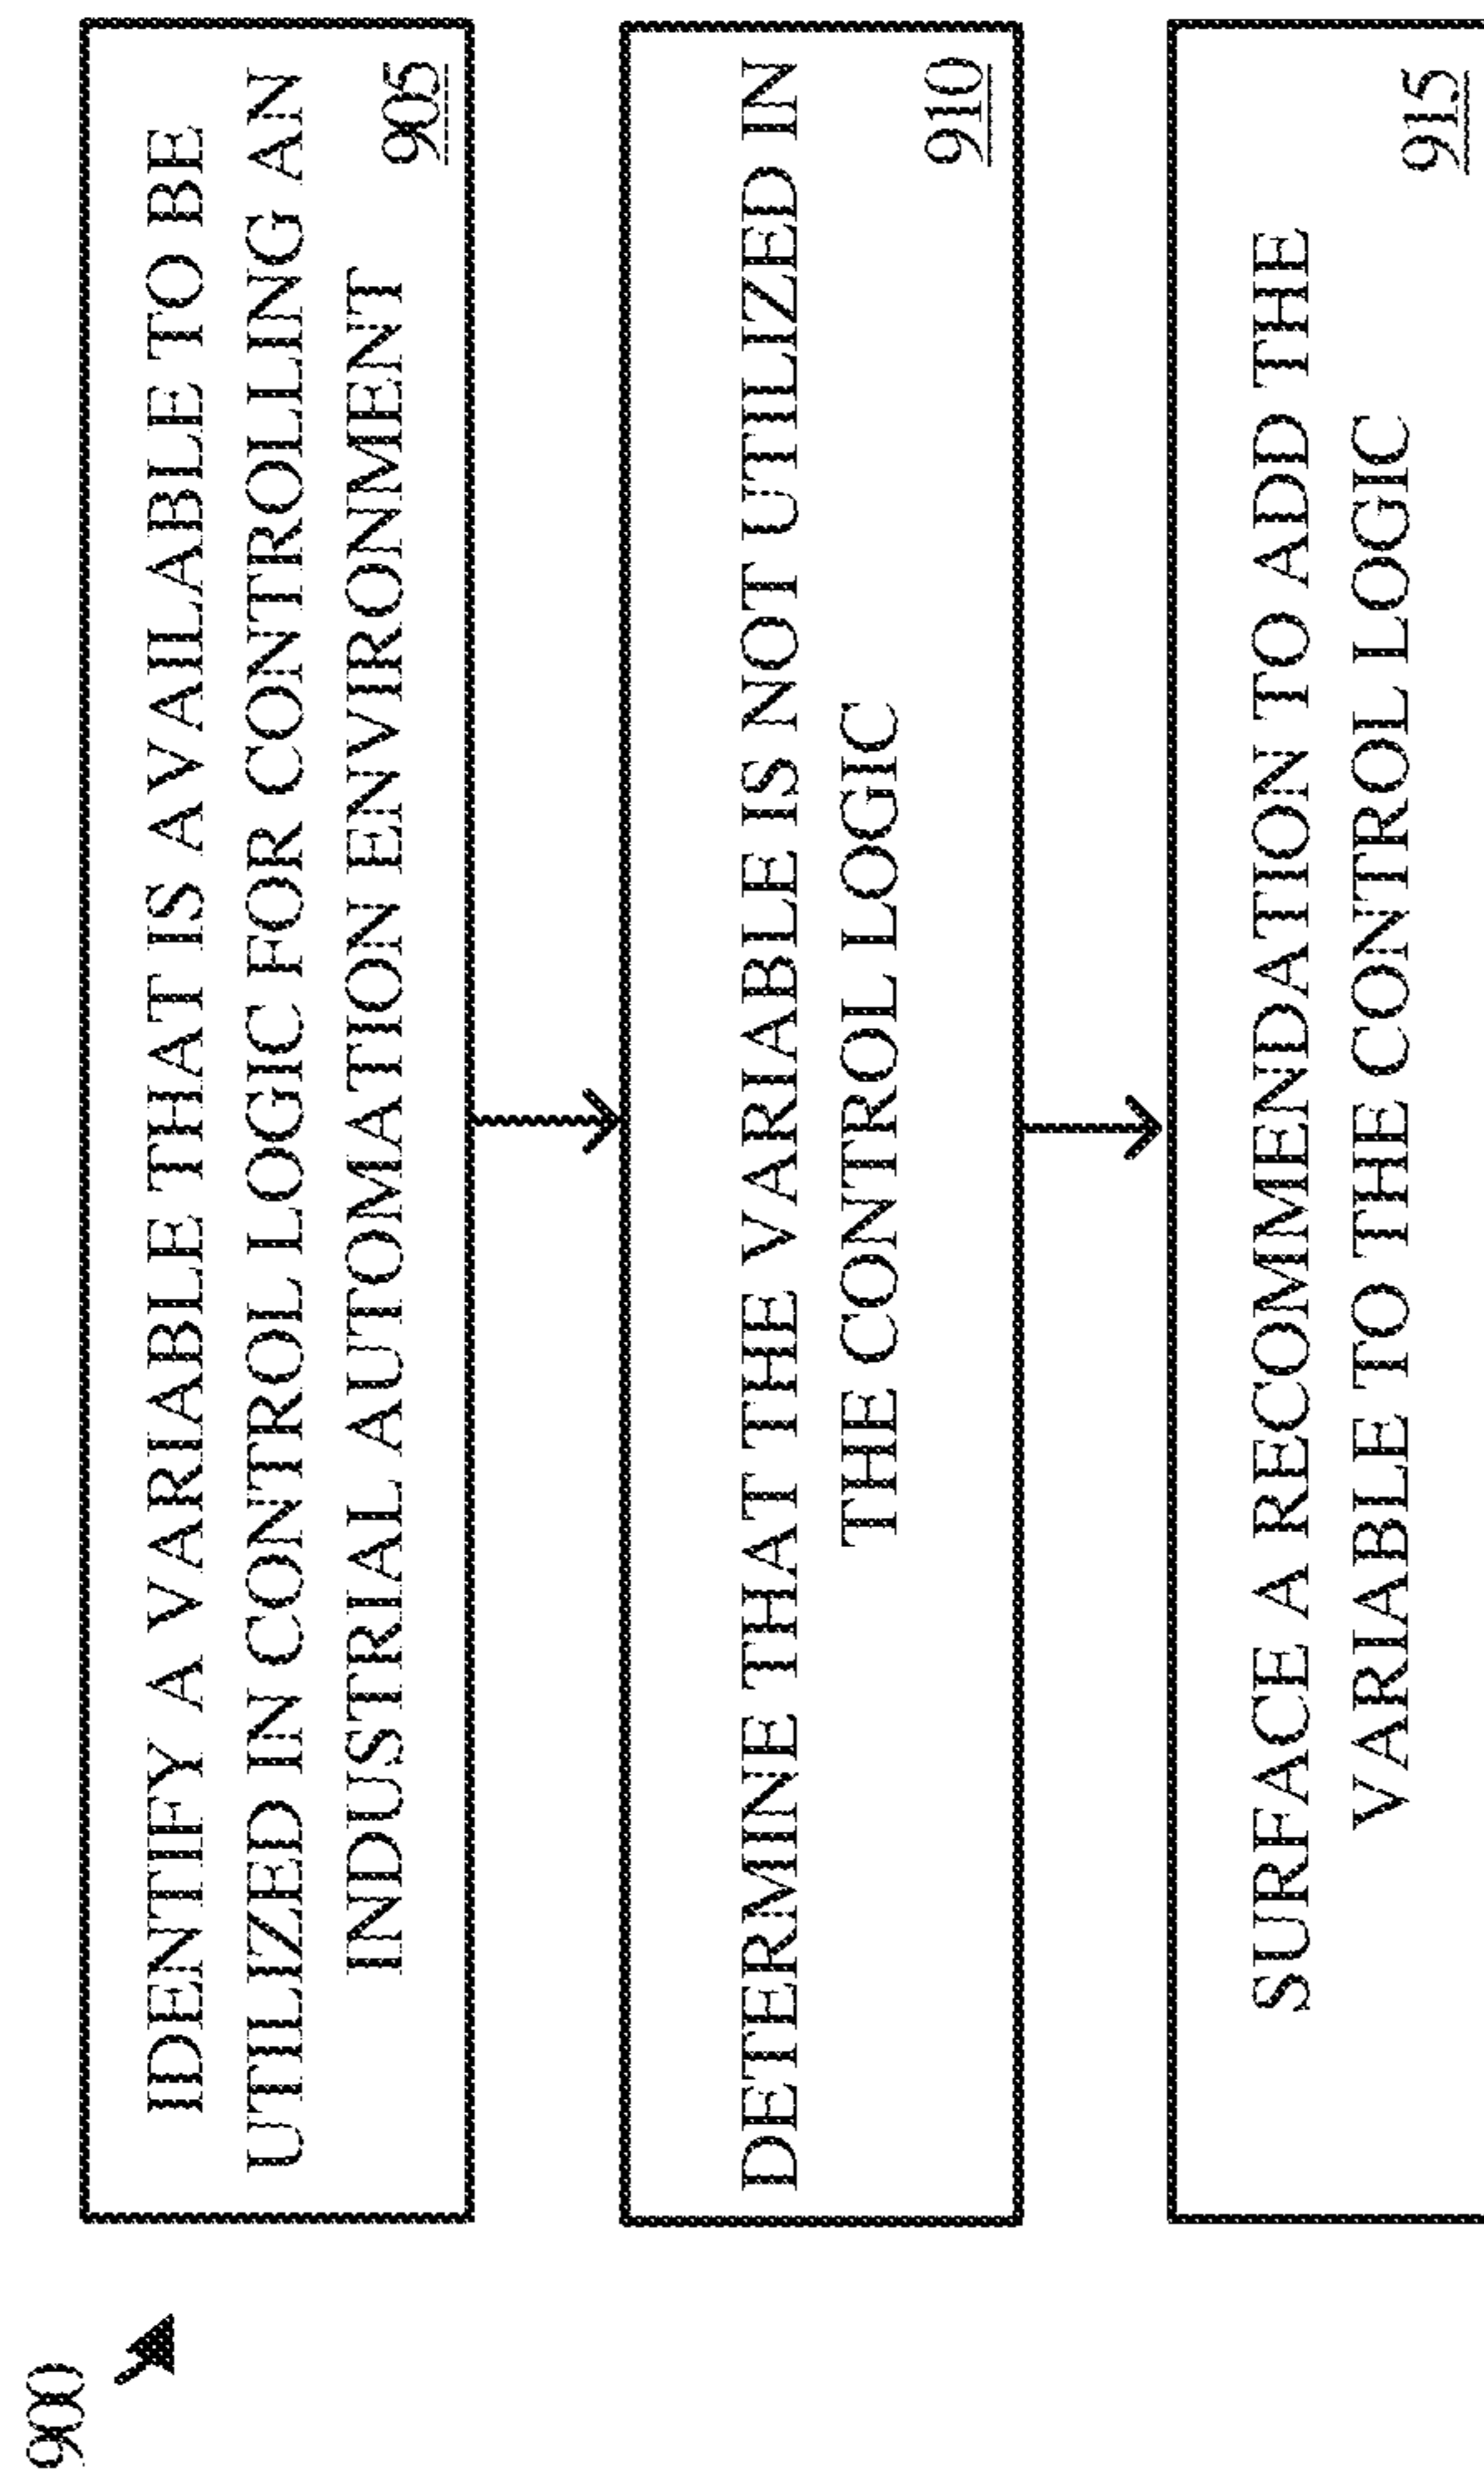 900
IDENTIFY A VARIABLE THAT IS AVAILABLE TO BE
UTILIZED IN CONTROL LOGIC FOR CONTROLLING AN
INDUSTRIAL AUTOMATION ENVIRONMENT
905
DETERMINE THAT THE VARIABLE IS NOT UTILIZED IN
THE CONTROL LOGIC
910
SURFACE A RECOMMENDATION TO ADD THE
VARIABLE TO THE CONTROL LOGIC
915